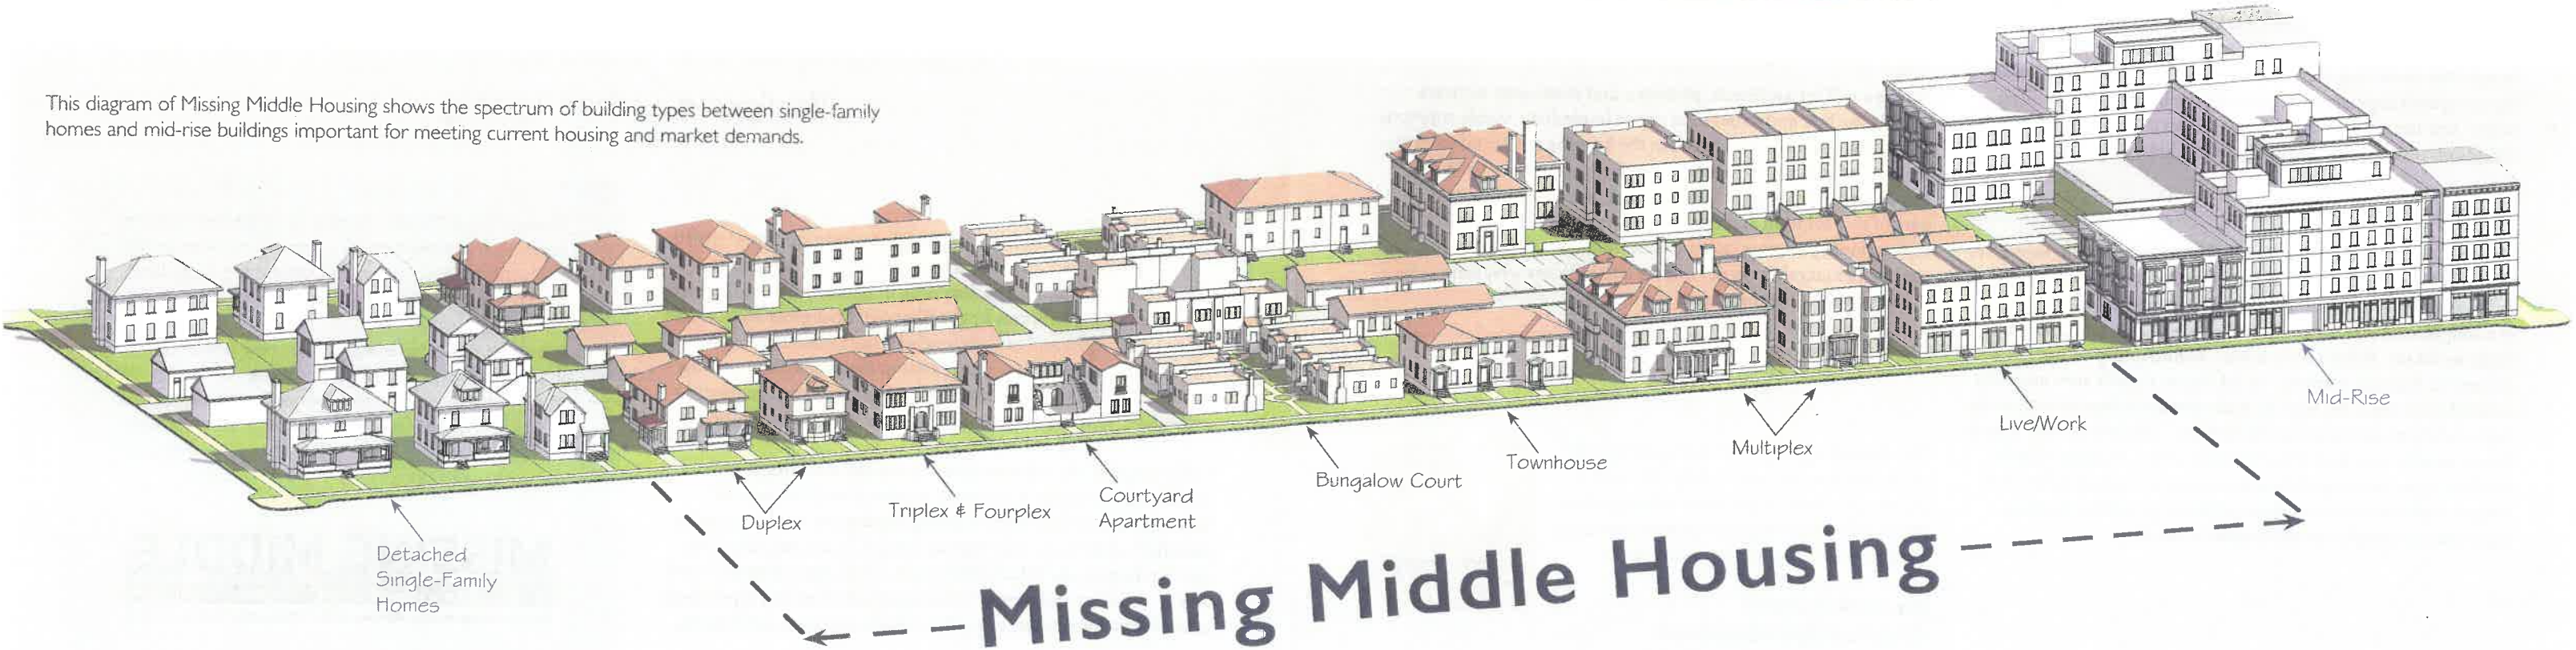 This diagram of Missing Middle Housing shows the spectrum of building types between single-family
homes and mid-rise buildings important for meeting current housing and market demands.
Detached
Single-Family
Homes
Duplex
Triplex & Fourplex
Courtyard
Apartment
Bungalow Court
Townhouse
Multiplex
Live/Work
Mid-Rise
Missing Middle Housing